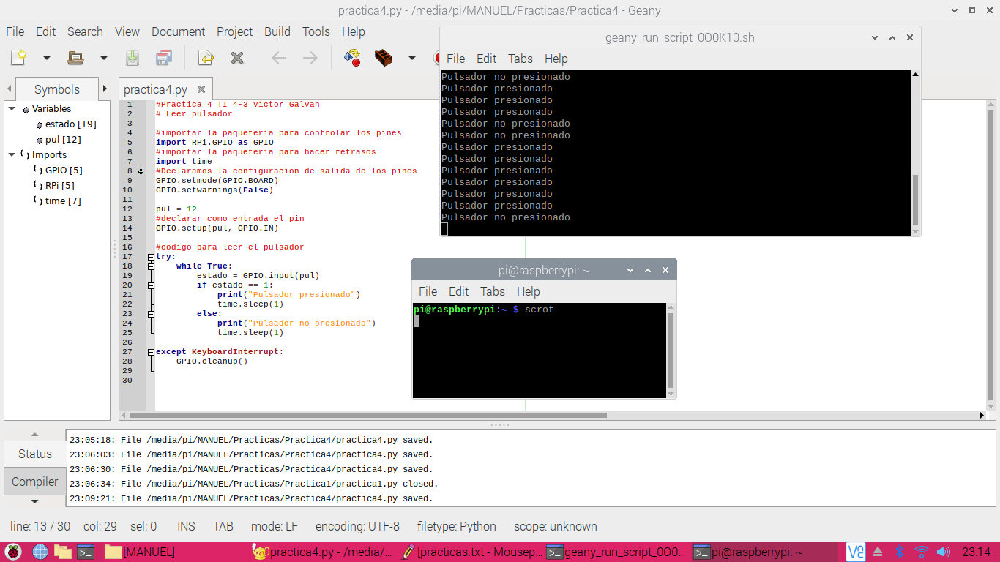 practica4.py - /media/pi/MANUEL/Practicas/Practica4 - Geany
File Edit Search View Document Project Build Tools Help
geany_run_script_0O0K10.sh
File Edit Tabs Help
Pulsador no presionado
Pulsador presionado
Pulsador presionado
Pulsador presionado
Pulsador no presionado
Pulsador no presionado
Pulsador presionado
Pulsador presionado
Pulsador presionado
Pulsador presionado
Pulsador presionado
Pulsador presionado
Pulsador no presionado
Symbols
Variables
estado [19]
pul [12]
Imports
GPIO [5]
RPi [5]
time [7]
practica4.py
1 #Practica 4 TI 4-3 Victor Galvan
2 # Leer pulsador
3
4 #importar la paqueteria para controlar los pines
5 import RPi.GPIO as GPIO
6 #importar la paqueteria para hacer retrasos
7 import time
8 #Declaramos la configuracion de salida de los pines
9 GPIO.setmode(GPIO.BOARD)
10 GPIO.setwarnings(False)
11
12 pul = 12
13 #declarar como entrada el pin
14 GPIO.setup(pul, GPIO.IN)
15
16 #codigo para leer el pulsador
17 try:
18 while True:
19 estado = GPIO.input(pul)
20 if estado == 1:
21 print("Pulsador presionado")
22 time.sleep(1)
23 else:
24 print("Pulsador no presionado")
25 time.sleep(1)
26
27 except KeyboardInterrupt:
28 GPIO.cleanup()
29
30
pi@raspberrypi: ~
File Edit Tabs Help
pi@raspberrypi:~ $ scrot
Status
Compiler
23:05:18: File /media/pi/MANUEL/Practicas/Practica4/practica4.py saved.
23:06:03: File /media/pi/MANUEL/Practicas/Practica4/practica4.py saved.
23:06:30: File /media/pi/MANUEL/Practicas/Practica4/practica4.py saved.
23:06:34: File /media/pi/MANUEL/Practicas/Practica1/practica1.py closed.
23:09:21: File /media/pi/MANUEL/Practicas/Practica4/practica4.py saved.
line: 13 / 30 col: 29 sel: 0 INS TAB mode: LF encoding: UTF-8 filetype: Python scope: unknown
[MANUEL] practica4.py - /media/... [practicas.txt - Mousep... geany_run_script_0O0... pi@raspberrypi: ~ 23:14